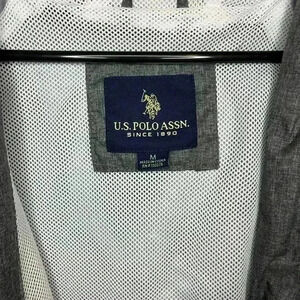 U.S. POLO ASSN.
SINCE 1890
M